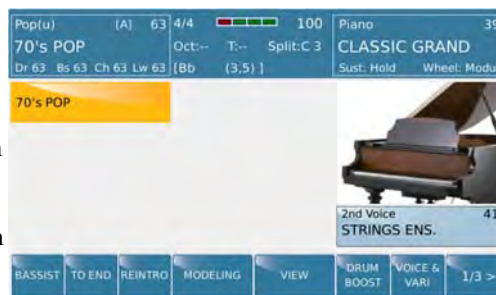 Pop(u) [A] 63 4/4 100 Piano 39
70's POP Oct:-- T:-- Split:C 3 CLASSIC GRAND
Dr 63 Bs 63 Ch 63 Lw 63 [Bb (3,5) ] Sust: Hold Wheel: Modu
70's POP
2nd Voice 41
STRINGS ENS.
BASSIST TO END REINTRO MODELING VIEW DRUM BOOST VOICE & VARI 1/3 >